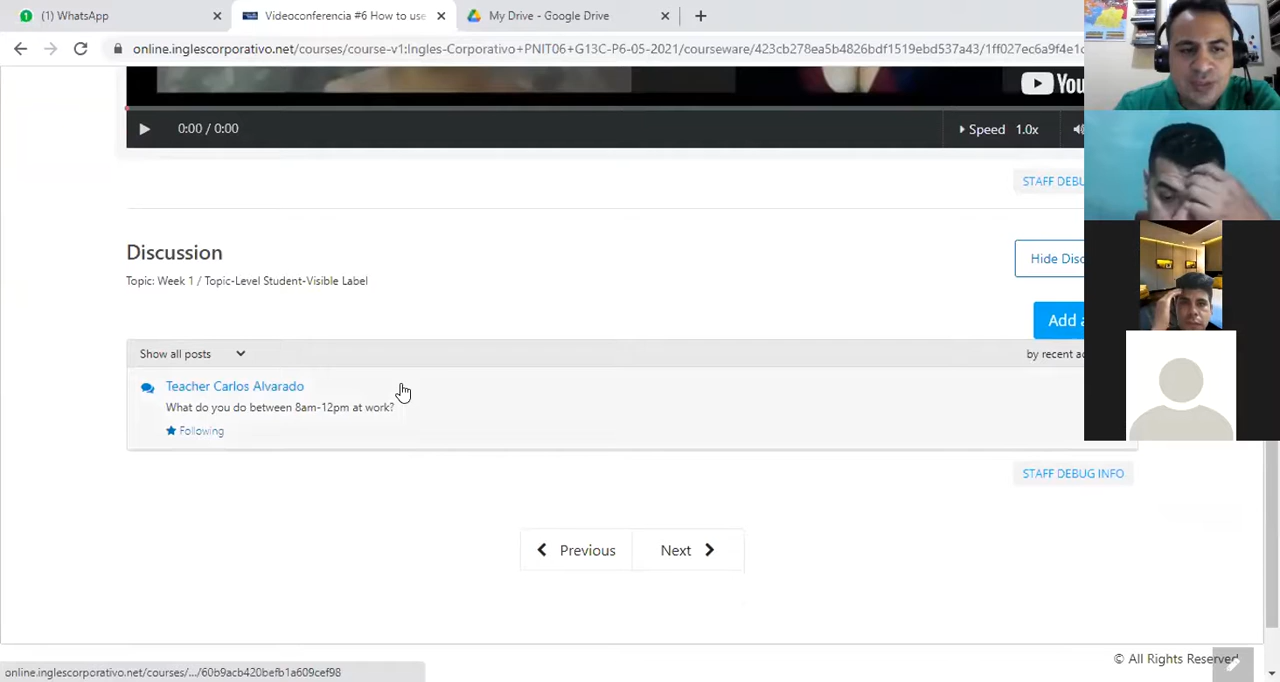 (1) WhatsApp
Videoconferencia #6 How to use
My Drive - Google Drive
online.inglescorporativo.net/courses/course-v1:Ingles-Corporativo+PNIT06+G13C-P6-05-2021/courseware/423cb278ea5b4826bdf1519ebd537a43/1ff027ec6a9f4e1c
You
0:00 / 0:00
Speed 1.0x
STAFF DEBU
Discussion
Hide Disc
Topic: Week 1 / Topic-Level Student-Visible Label
Add a
Show all posts
by recent ac
Teacher Carlos Alvarado
What do you do between 8am-12pm at work?
Following
STAFF DEBUG INFO
Previous
Next
© All Rights Reserved
online.inglescorporativo.net/courses/.../60b9acb420befb1a609cef98